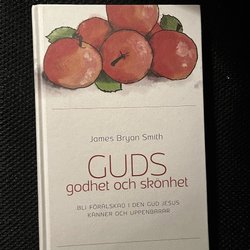 James Bryan Smith
GUDS
godhet och skönhet
BLI FÖRÄLSKAD I DEN GUD JESUS
KÄNNER OCH UPPENBARAR